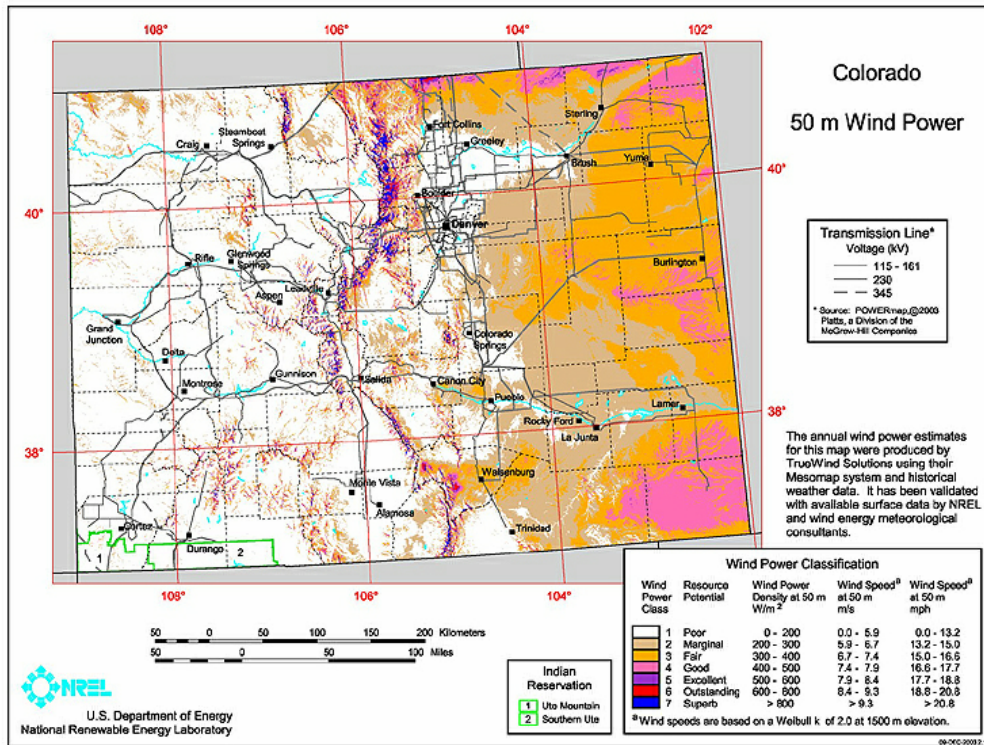 108°
106°
104°
102°
Colorado
50 m Wind Power
Sterling
Fort Collins
Greeley
Steamboat
Springs
Craig
Brush
Yuma
40°
40°
Boulder
Denver
Transmission Line*
Voltage (kV)
115 - 161
230
345
* Source: POWERmap, ©2003
Platts, a Division of the
McGraw-Hill Companies
Rifle
Glenwood
Springs
Burlington
Leadville
Aspen
Grand
Junction
Colorado
Springs
Delta
Montrose
Gunnison
Salida
Canon City
Pueblo
Lamar
Rocky Ford
La Junta
38°
38°
The annual wind power estimates
for this map were produced by
TrueWind Solutions using their
Mesomap system and historical
weather data. It has been validated
with available surface data by NREL
and wind energy meteorological
consultants.
Walsenburg
Monte Vista
Alamosa
Trinidad
Cortez
Durango
1
2
108°
106°
104°
Wind Power Classification
Wind Power Class Resource Potential Wind Power Density at 50 m W/m² Wind Speedᵃ at 50 m m/s Wind Speedᵃ at 50 m mph
1 Poor 0 - 200 0.0 - 5.9 0.0 - 13.2
2 Marginal 200 - 300 5.9 - 6.7 13.2 - 15.0
3 Fair 300 - 400 6.7 - 7.4 15.0 - 16.6
4 Good 400 - 500 7.4 - 7.9 16.6 - 17.7
5 Excellent 500 - 600 7.9 - 8.4 17.7 - 18.8
6 Outstanding 600 - 800 8.4 - 9.3 18.8 - 20.8
7 Superb > 800 > 9.3 > 20.8
ᵃ Wind speeds are based on a Weibull k of 2.0 at 1500 m elevation.
50 0 50 100 150 200 Kilometers
50 0 50 100 Miles
Indian
Reservation
1 Ute Mountain
2 Southern Ute
NREL
U.S. Department of Energy
National Renewable Energy Laboratory